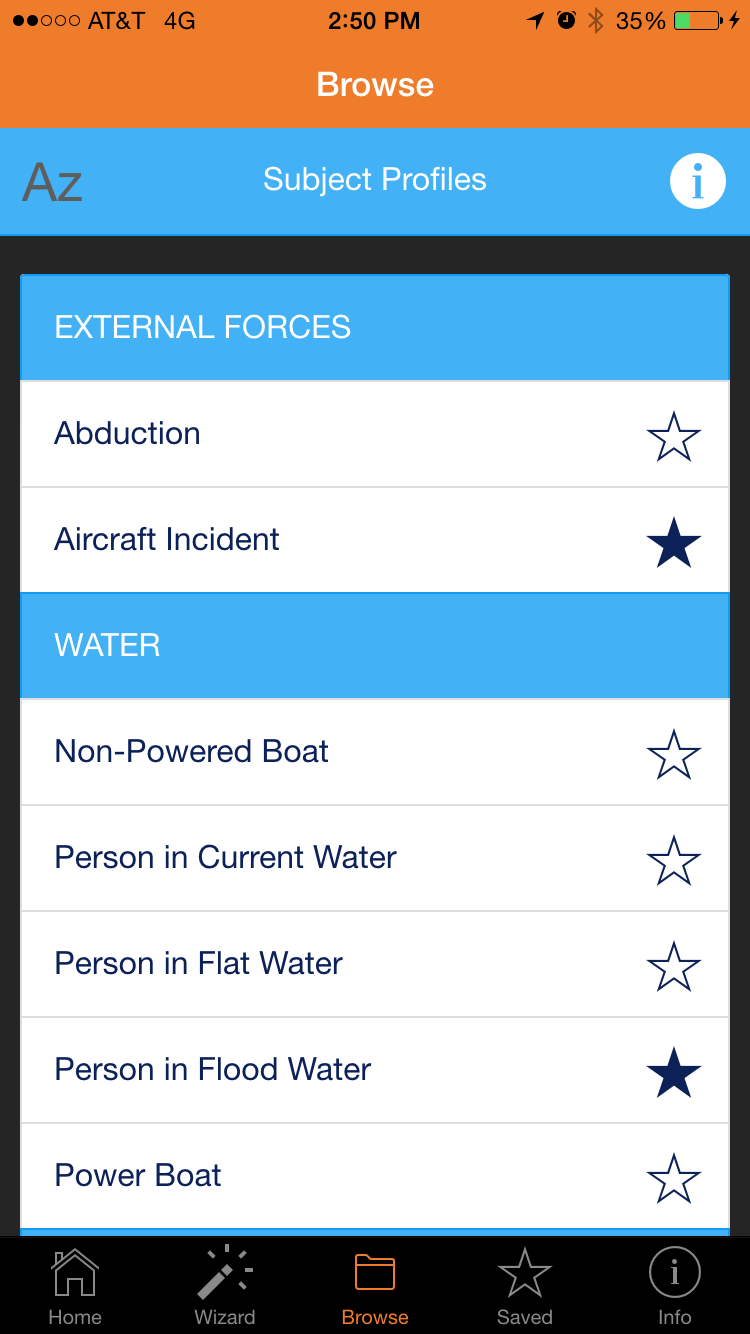 AT&T 4G 2:50 PM 35%
Browse
Az Subject Profiles i
EXTERNAL FORCES
Abduction
Aircraft Incident
WATER
Non-Powered Boat
Person in Current Water
Person in Flat Water
Person in Flood Water
Power Boat
Home Wizard Browse Saved Info